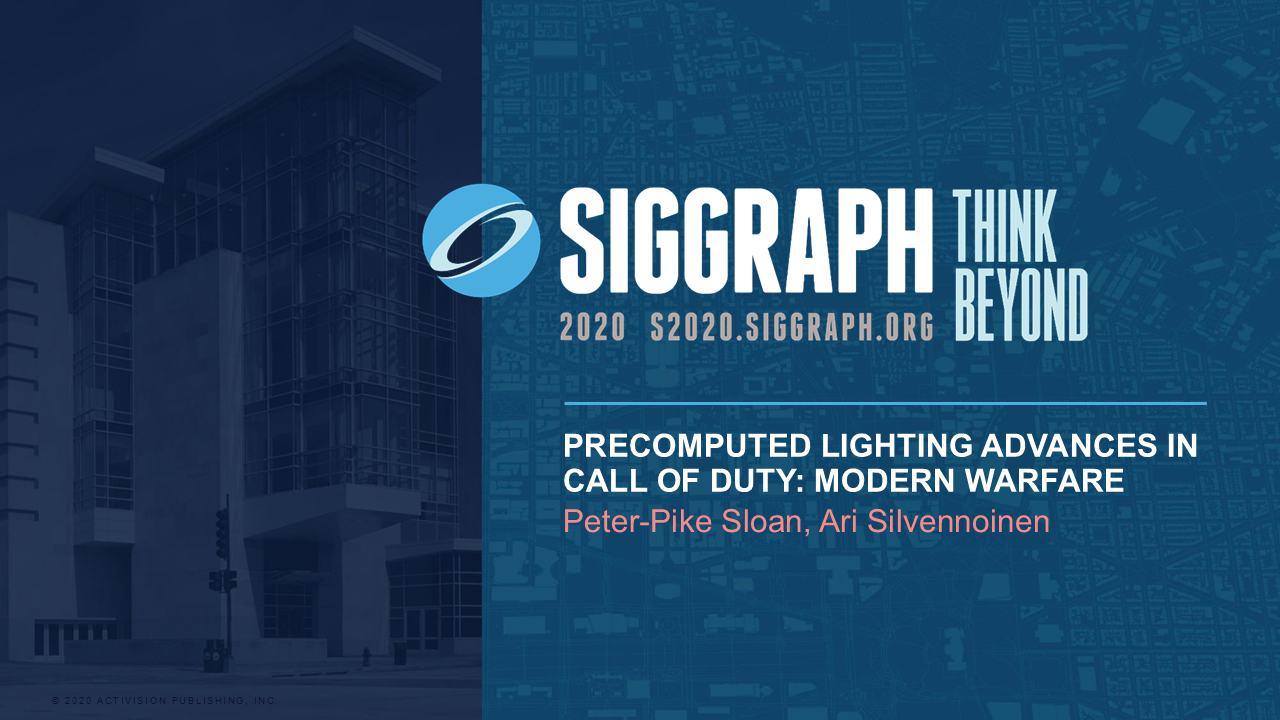 SIGGRAPH
THINK
BEYOND
2020 S2020.SIGGRAPH.ORG
PRECOMPUTED LIGHTING ADVANCES IN
CALL OF DUTY: MODERN WARFARE
Peter-Pike Sloan, Ari Silvennoinen
© 2020 ACTIVISION PUBLISHING, INC.